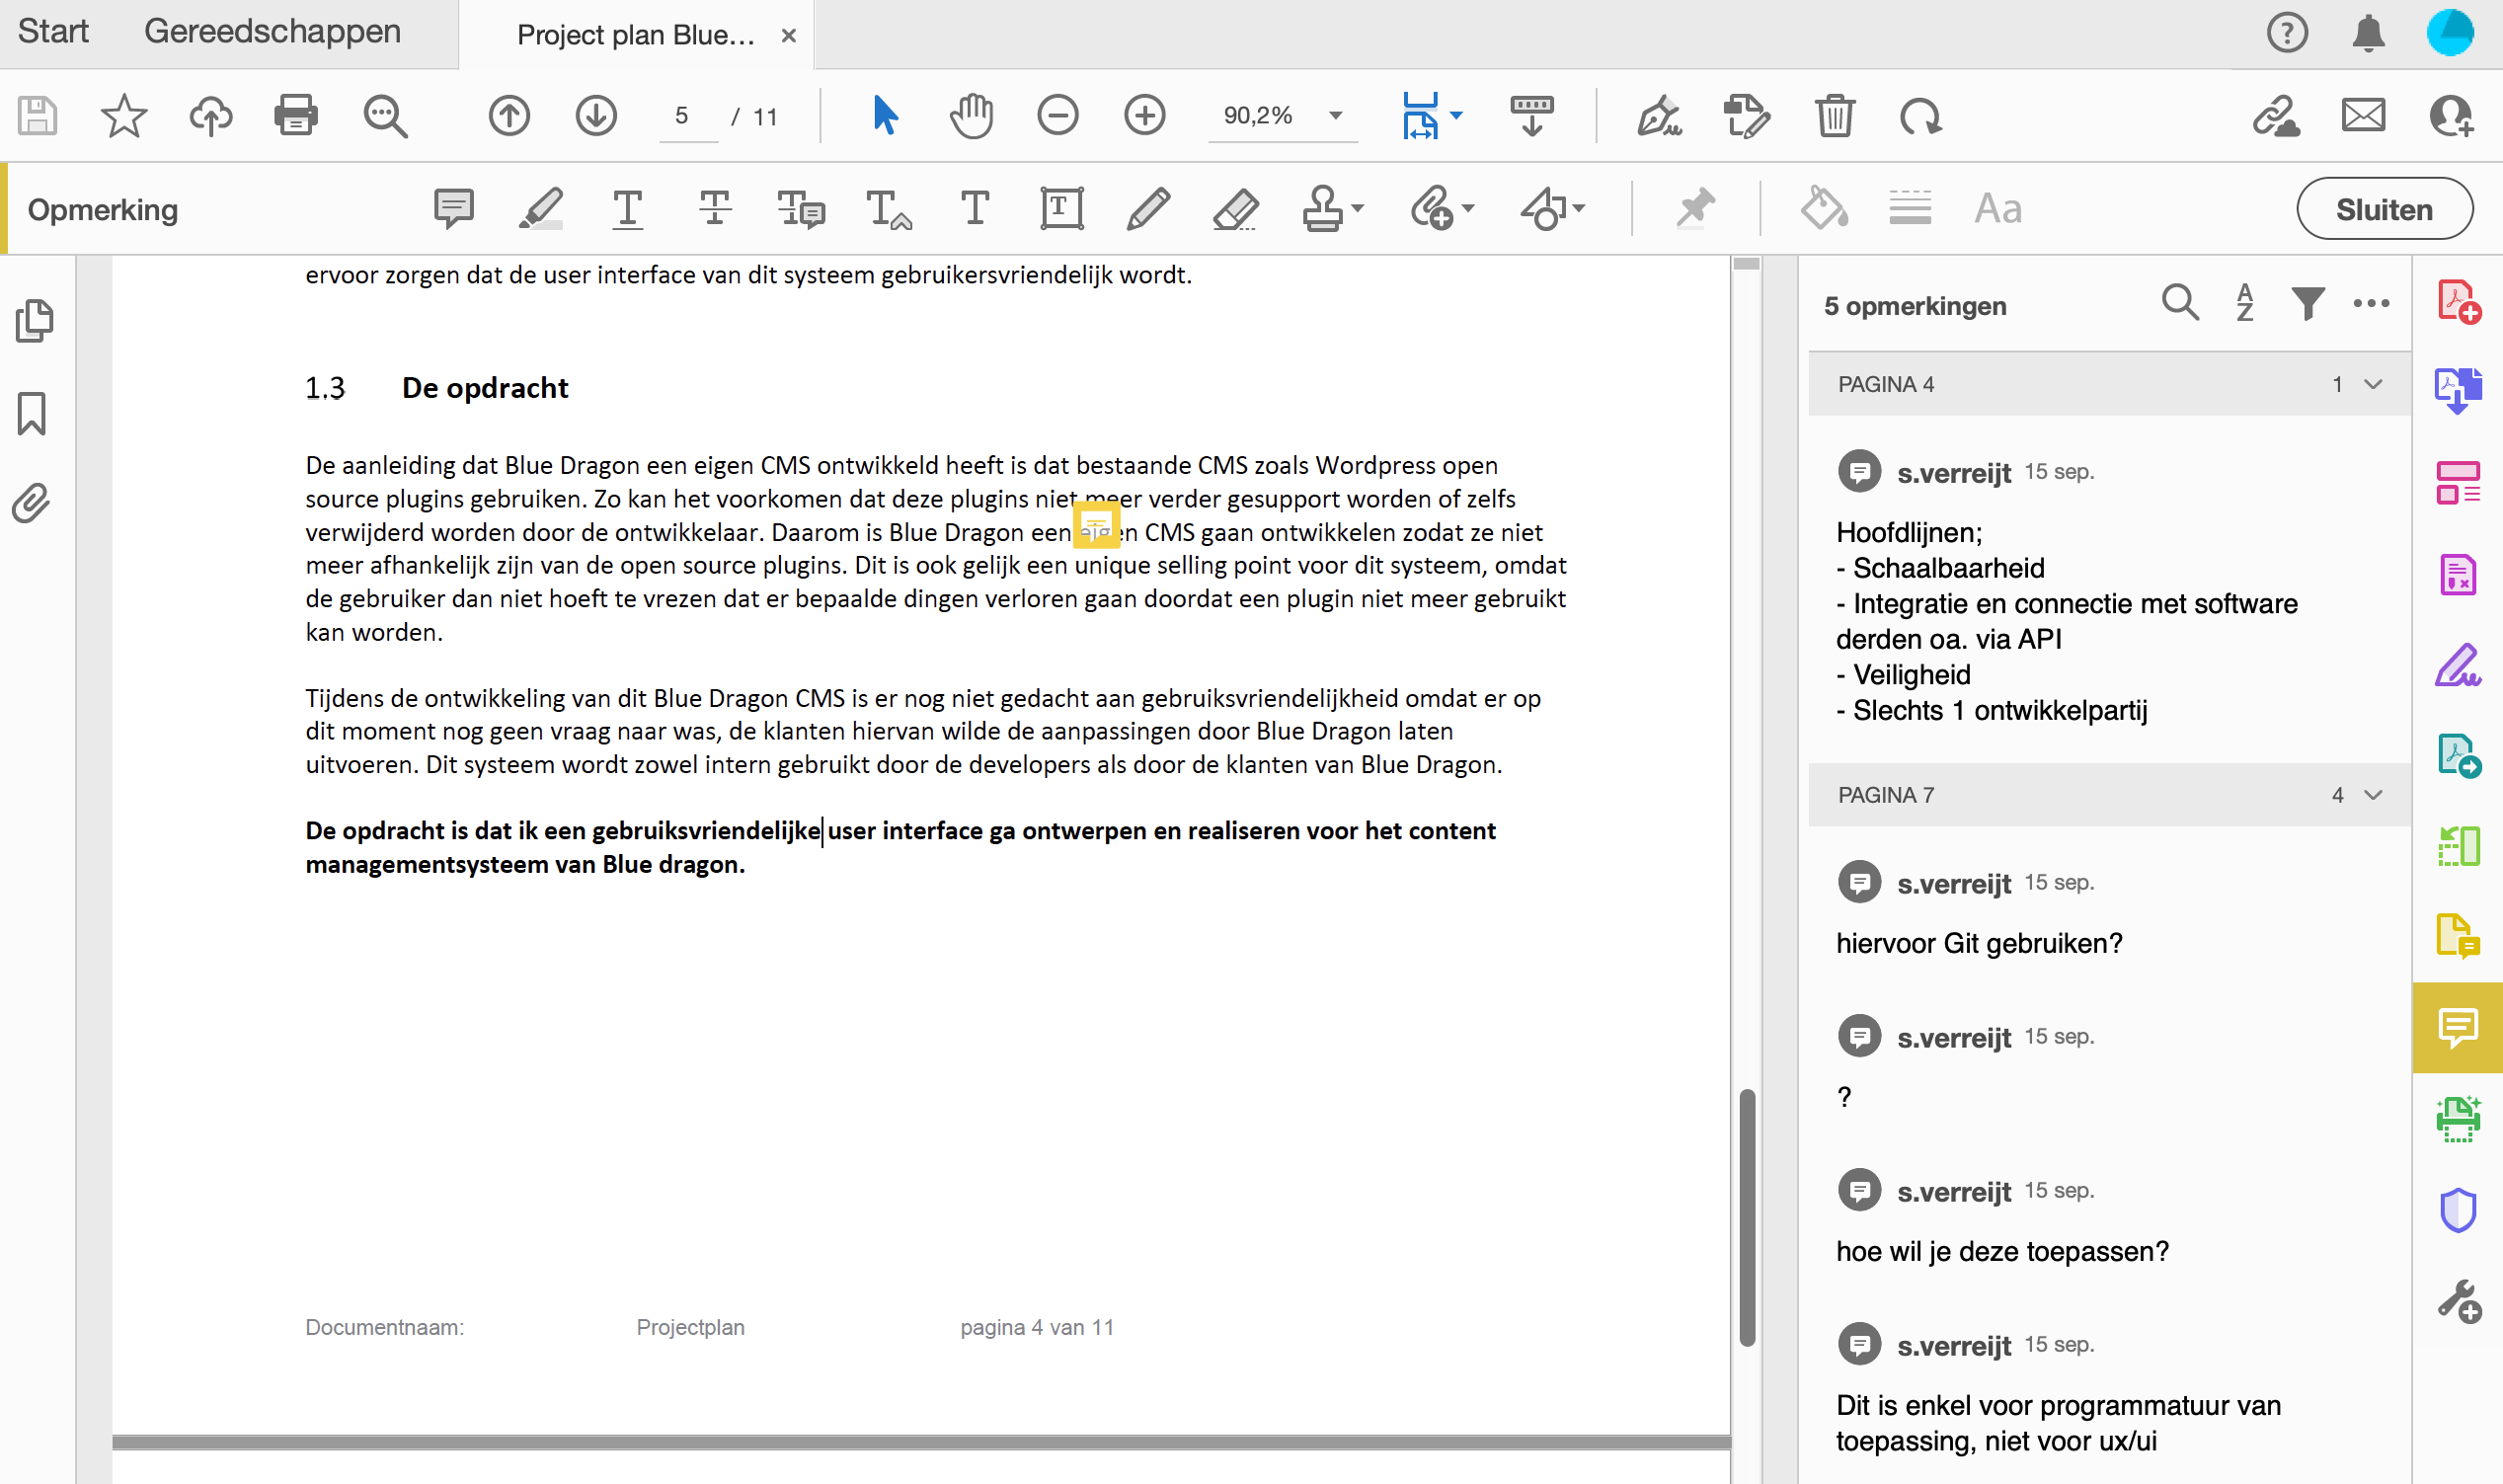 Start Gereedschappen Project plan Blue...
5 / 11 90,2%
Opmerking Sluiten
ervoor zorgen dat de user interface van dit systeem gebruikersvriendelijk wordt.
1.3 De opdracht
De aanleiding dat Blue Dragon een eigen CMS ontwikkeld heeft is dat bestaande CMS zoals Wordpress open
source plugins gebruiken. Zo kan het voorkomen dat deze plugins niet meer verder gesupport worden of zelfs
verwijderd worden door de ontwikkelaar. Daarom is Blue Dragon een eigen CMS gaan ontwikkelen zodat ze niet
meer afhankelijk zijn van de open source plugins. Dit is ook gelijk een unique selling point voor dit systeem, omdat
de gebruiker dan niet hoeft te vrezen dat er bepaalde dingen verloren gaan doordat een plugin niet meer gebruikt
kan worden.
Tijdens de ontwikkeling van dit Blue Dragon CMS is er nog niet gedacht aan gebruiksvriendelijkheid omdat er op
dit moment nog geen vraag naar was, de klanten hiervan wilde de aanpassingen door Blue Dragon laten
uitvoeren. Dit systeem wordt zowel intern gebruikt door de developers als door de klanten van Blue Dragon.
De opdracht is dat ik een gebruiksvriendelijke user interface ga ontwerpen en realiseren voor het content
managementsysteem van Blue dragon.
Documentnaam: Projectplan pagina 4 van 11
5 opmerkingen
PAGINA 4 1
s.verreijt 15 sep.
Hoofdlijnen;
- Schaalbaarheid
- Integratie en connectie met software
derden oa. via API
- Veiligheid
- Slechts 1 ontwikkelpartij
PAGINA 7 4
s.verreijt 15 sep.
hiervoor Git gebruiken?
s.verreijt 15 sep.
?
s.verreijt 15 sep.
hoe wil je deze toepassen?
s.verreijt 15 sep.
Dit is enkel voor programmatuur van
toepassing, niet voor ux/ui